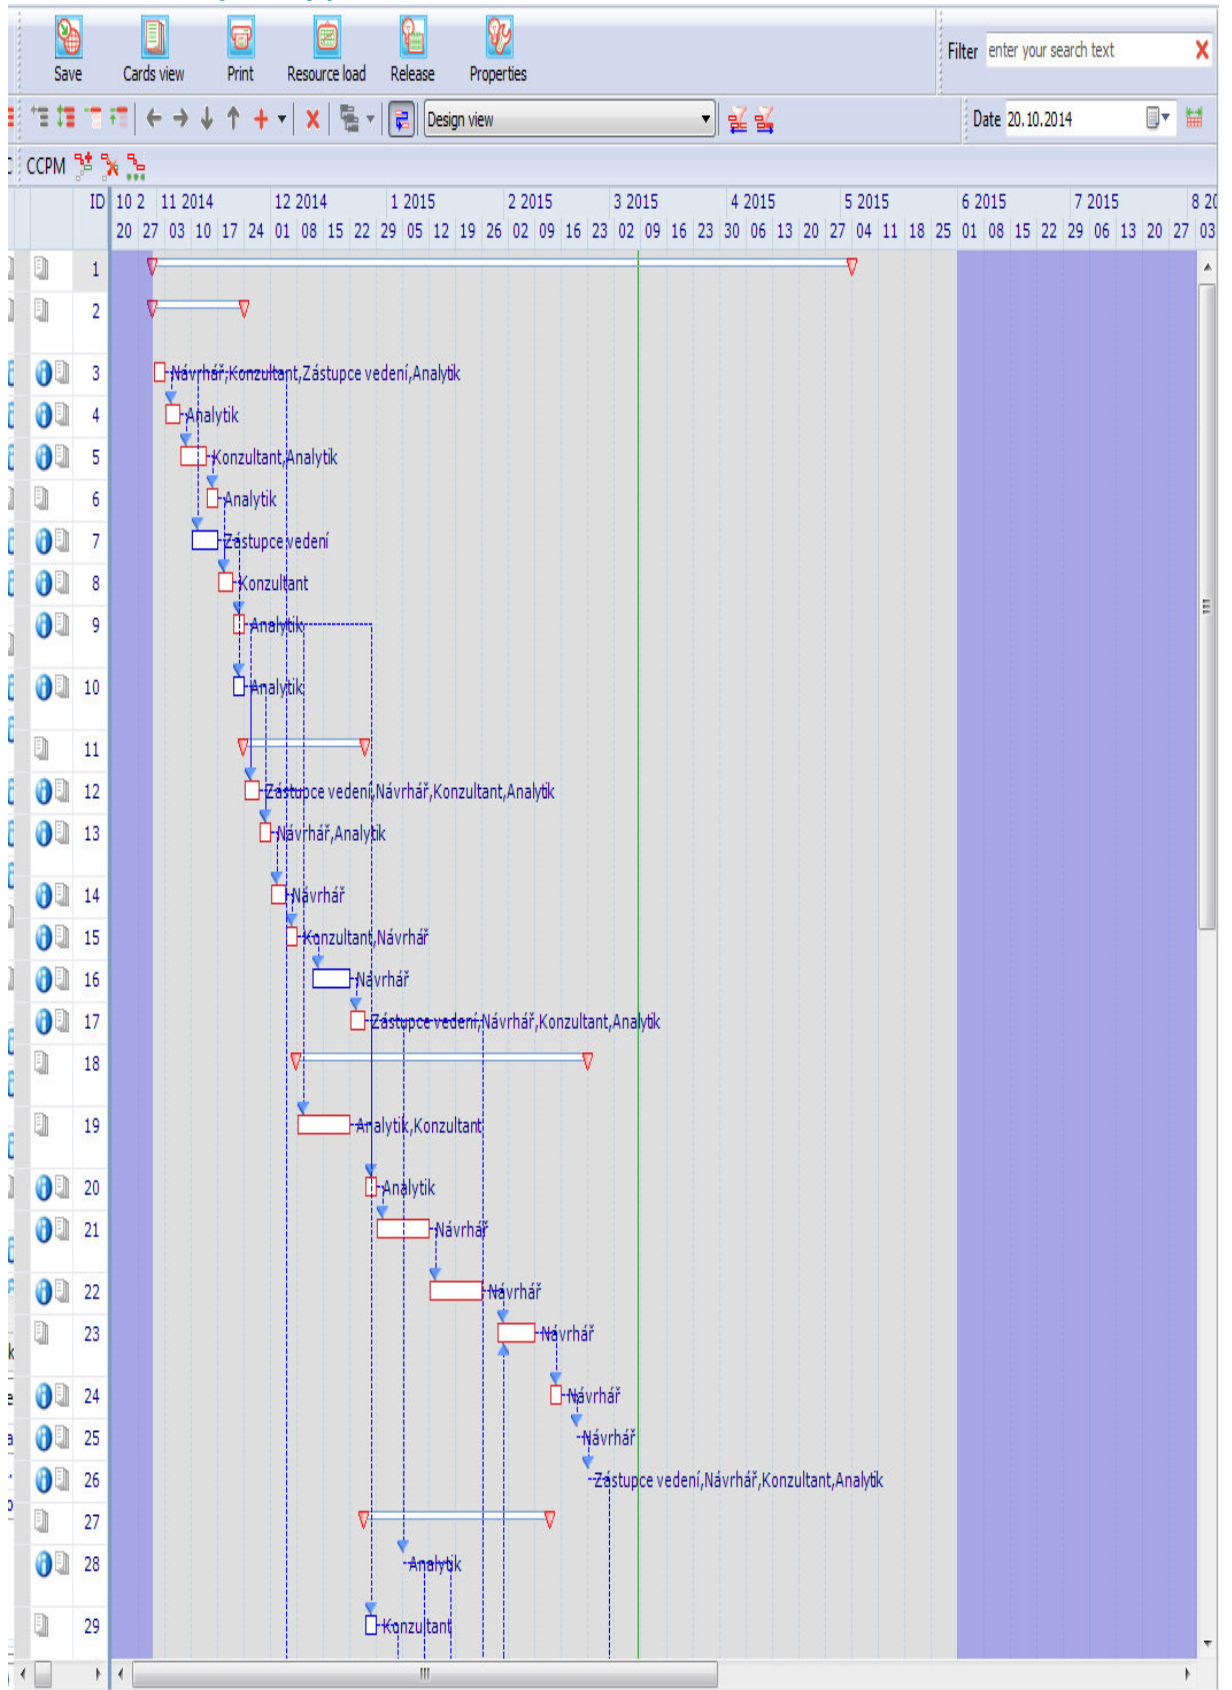 Save Cards view Print Resource load Release Properties
Filter enter your search text
Design view
Date 20.10.2014
CCPM
ID 10 2 11 2014 12 2014 1 2015 2 2015 3 2015 4 2015 5 2015 6 2015 7 2015 8 20
20 27 03 10 17 24 01 08 15 22 29 05 12 19 26 02 09 16 23 02 09 16 23 30 06 13 20 27 04 11 18 25 01 08 15 22 29 06 13 20 27 03
1
2
3 Návrhář,Konzultant,Zástupce vedení,Analytik
4 Analytik
5 Konzultant,Analytik
6 Analytik
7 Zástupce vedení
8 Konzultant
9 Analytik
10 Analytik
11
12 Zástupce vedení,Návrhář,Konzultant,Analytik
13 Návrhář,Analytik
14 Návrhář
15 Konzultant,Návrhář
16 Návrhář
17 Zástupce vedení,Návrhář,Konzultant,Analytik
18
19 Analytik,Konzultant
20 Analytik
21 Návrhář
22 Návrhář
23 Návrhář
24 Návrhář
25 Návrhář
26 Zástupce vedení,Návrhář,Konzultant,Analytik
27
28 Analytik
29 Konzultant